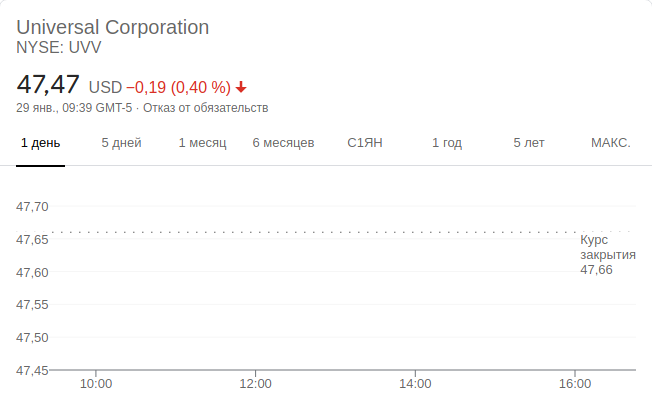 Universal Corporation
NYSE: UVV
47,47 USD −0,19 (0,40 %)
29 янв., 09:39 GMT-5 · Отказ от обязательств
1 день 5 дней 1 месяц 6 месяцев С1ЯН 1 год 5 лет МАКС.
47,70
47,65
Курс
закрытия
47,66
47,60
47,55
47,50
47,45
10:00 12:00 14:00 16:00